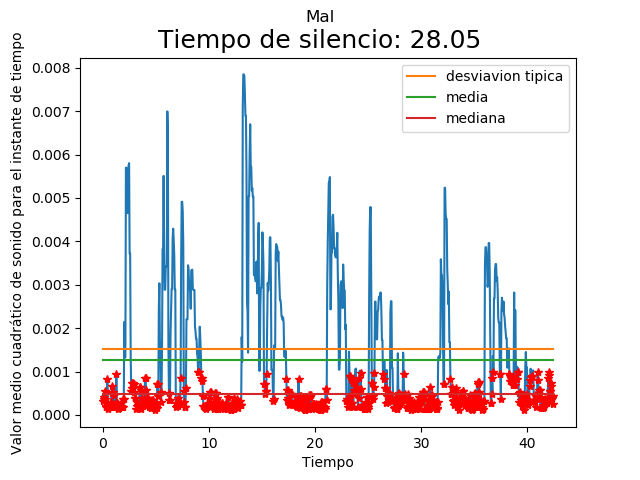 Mal
Tiempo de silencio: 28.05
Valor medio cuadrático de sonido para el instante de tiempo
0.008
0.007
0.006
0.005
0.004
0.003
0.002
0.001
0.000
desviavion tipica
media
mediana
0 10 20 30 40
Tiempo